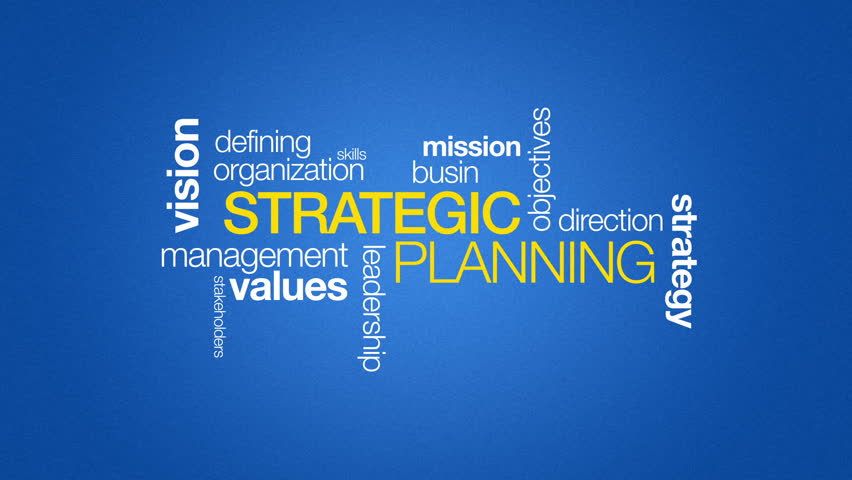 vision
defining
skills
organization
mission
busin
objectives
STRATEGIC
direction
strategy
management
PLANNING
leadership
values
stakeholders